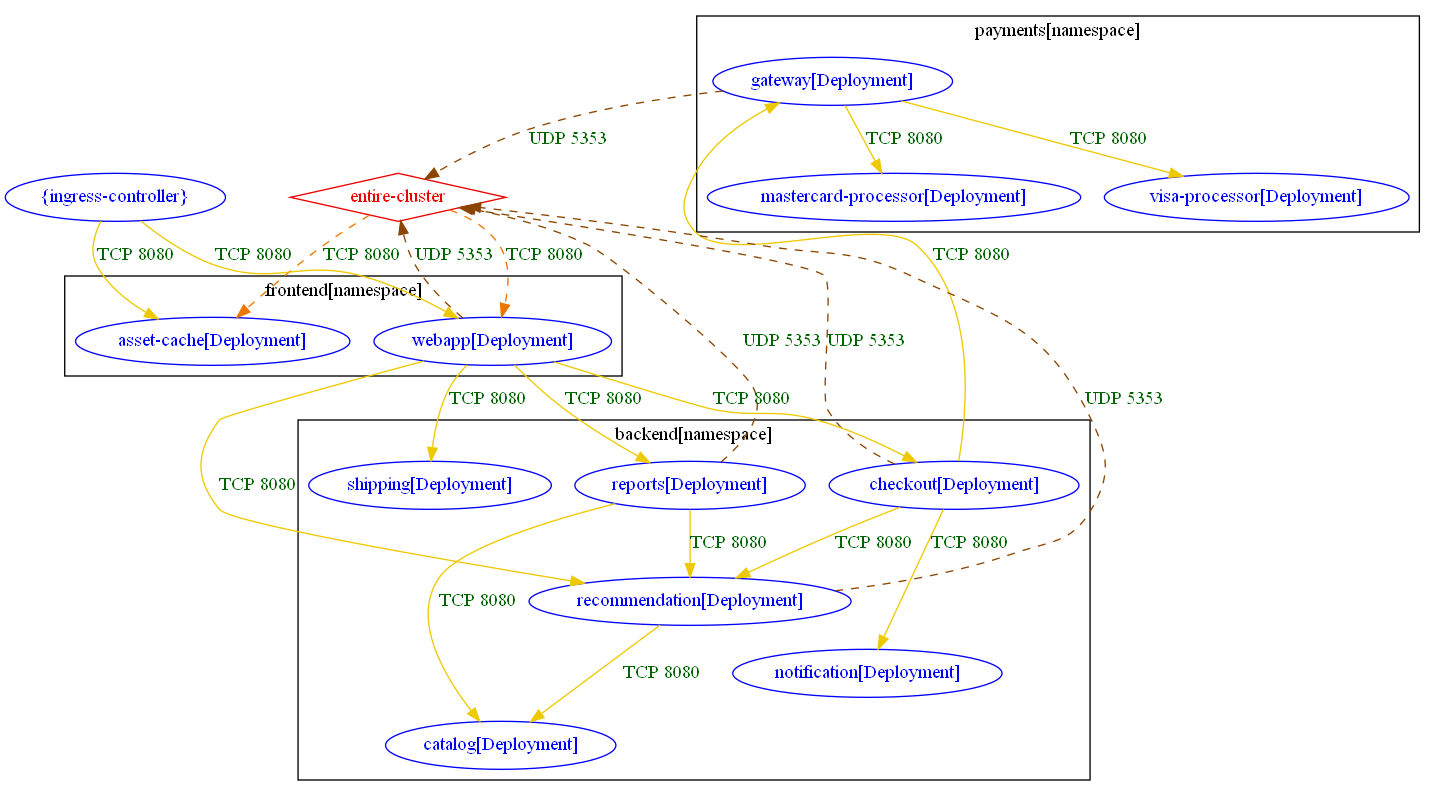 payments[namespace]
gateway[Deployment]
UDP 5353
TCP 8080
TCP 8080
{ingress-controller}
entire-cluster
mastercard-processor[Deployment]
visa-processor[Deployment]
TCP 8080
TCP 8080
TCP 8080
UDP 5353
TCP 8080
TCP 8080
frontend[namespace]
asset-cache[Deployment]
webapp[Deployment]
UDP 5353
UDP 5353
TCP 8080
TCP 8080
TCP 8080
UDP 5353
backend[namespace]
TCP 8080
shipping[Deployment]
reports[Deployment]
checkout[Deployment]
TCP 8080
TCP 8080
TCP 8080
TCP 8080
recommendation[Deployment]
TCP 8080
notification[Deployment]
catalog[Deployment]